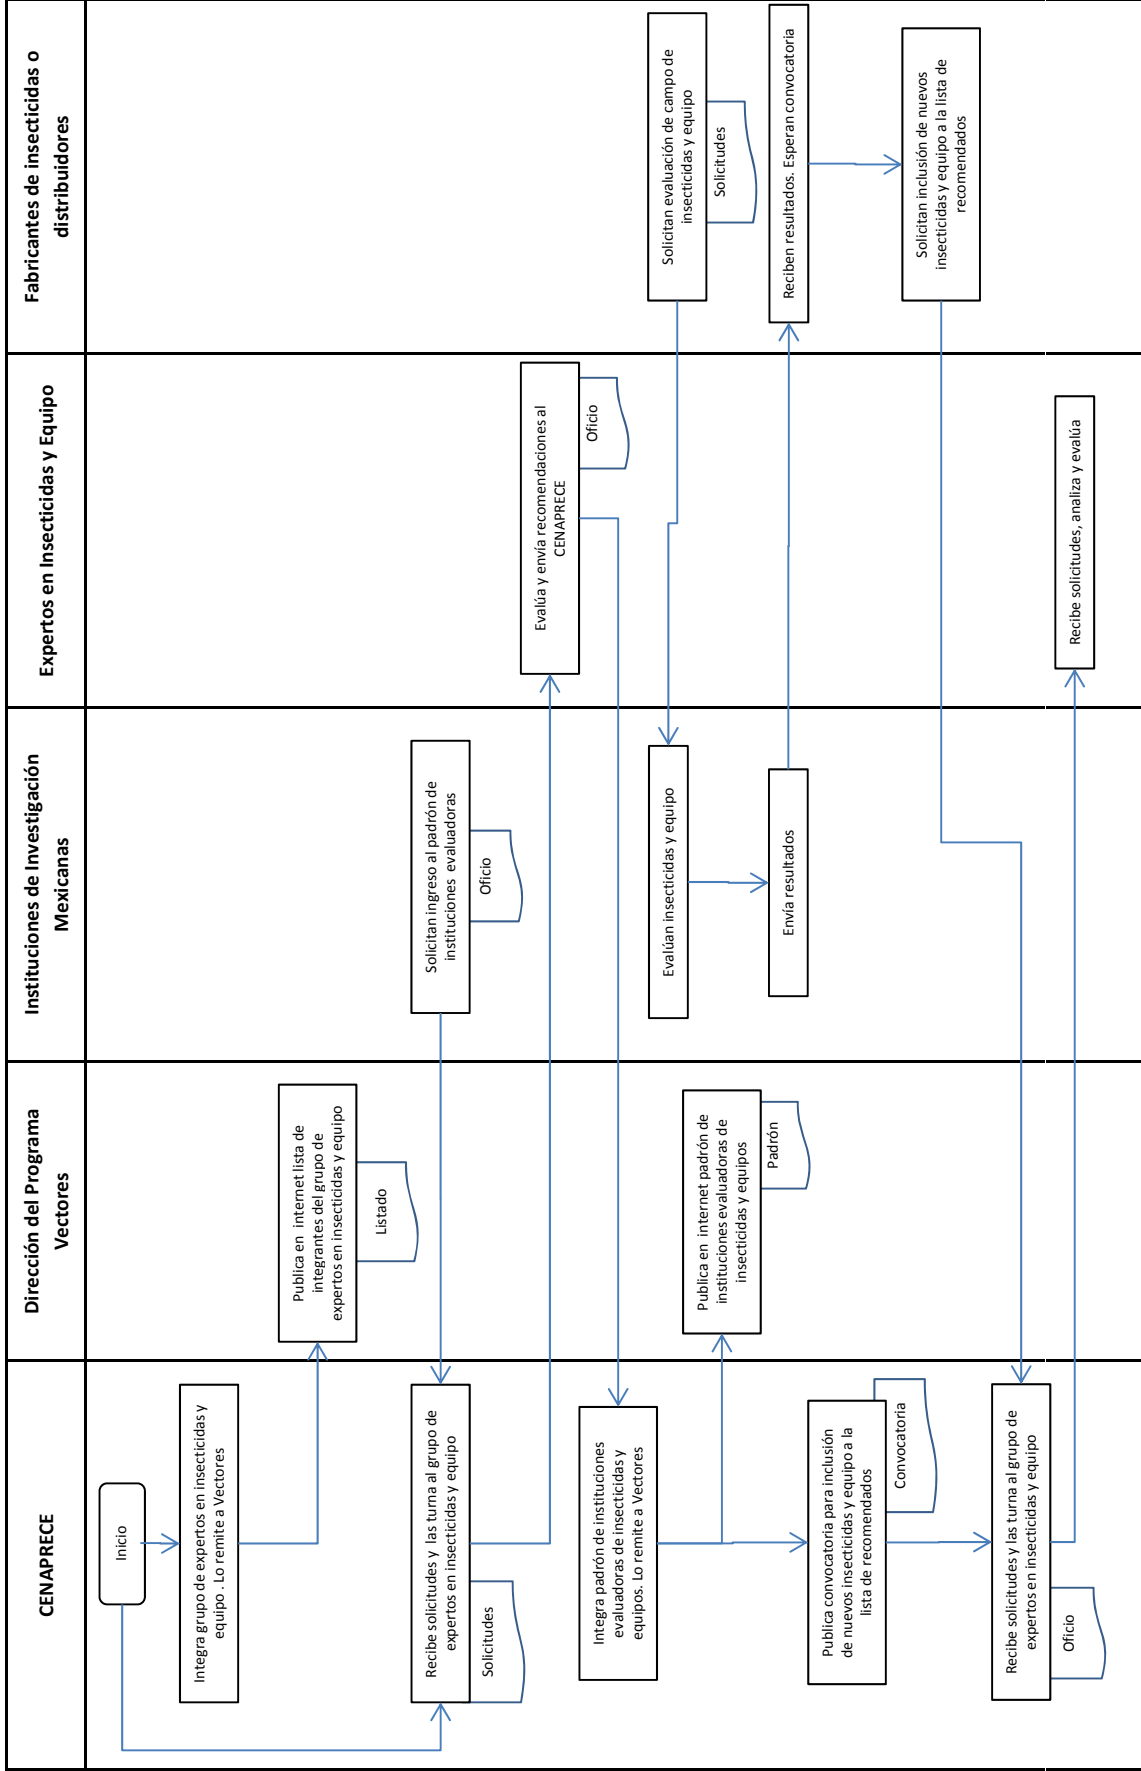 CENAPRECE
Dirección del Programa
Vectores
Instituciones de Investigación
Mexicanas
Expertos en Insecticidas y Equipo
Fabricantes de insecticidas o
distribuidores
Inicio
Integra grupo de expertos en insecticidas y
equipo . Lo remite a Vectores
Publica en internet lista de
integrantes del grupo de
expertos en insecticidas y equipo
Listado
Solicitan ingreso al padrón de
instituciones evaluadoras
Oficio
Recibe solicitudes y las turna al grupo de
expertos en insecticidas y equipo
Solicitudes
Evalúa y envía recomendaciones al
CENAPRECE
Oficio
Integra padrón de instituciones
evaluadoras de insecticidas y
equipos. Lo remite a Vectores
Publica en internet padrón de
instituciones evaluadoras de
insecticidas y equipos
Padrón
Solicitan evaluación de campo de
insecticidas y equipo
Solicitudes
Evalúan insecticidas y equipo
Envía resultados
Reciben resultados. Esperan convocatoria
Publica convocatoria para inclusión
de nuevos insecticidas y equipo a la
lista de recomendados
Convocatoria
Solicitan inclusión de nuevos
insecticidas y equipo a la lista de
recomendados
Recibe solicitudes y las turna al grupo de
expertos en insecticidas y equipo
Oficio
Recibe solicitudes, analiza y evalúa